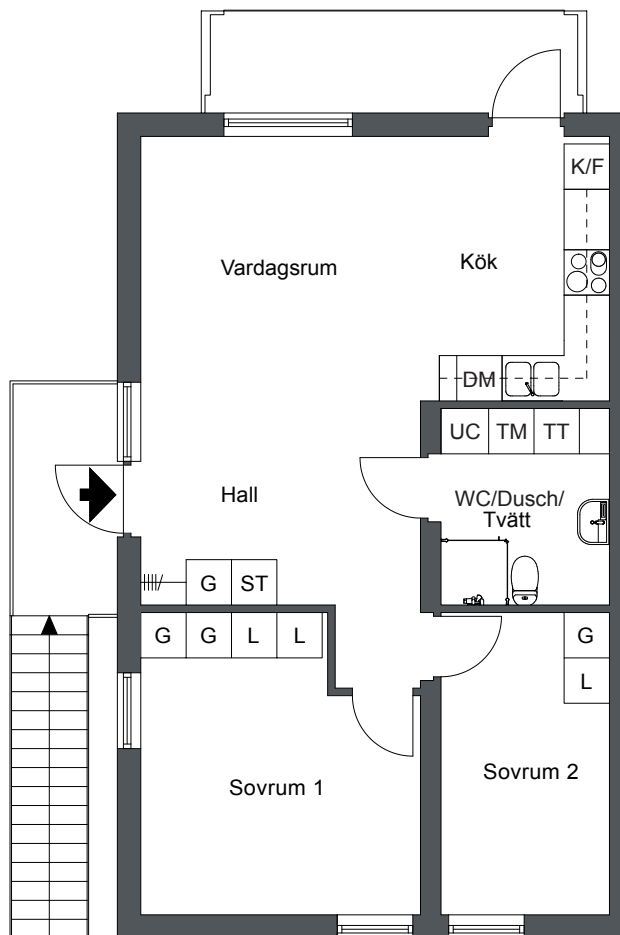 K/F
Vardagsrum
Kök
DM
UC TM TT
Hall
WC/Dusch/
Tvätt
G ST
G G L L
G
L
Sovrum 1
Sovrum 2